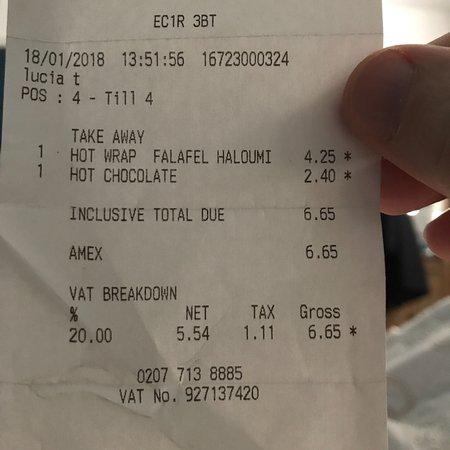 EC1R 3BT
18/01/2018 13:51:56 16723000324
lucia t
POS : 4 - Till 4
TAKE AWAY
1 HOT WRAP FALAFEL HALOUMI 4.25 *
1 HOT CHOCOLATE 2.40 *
INCLUSIVE TOTAL DUE 6.65
AMEX 6.65
VAT BREAKDOWN
% NET TAX Gross
20.00 5.54 1.11 6.65 *
0207 713 8885
VAT No. 927137420